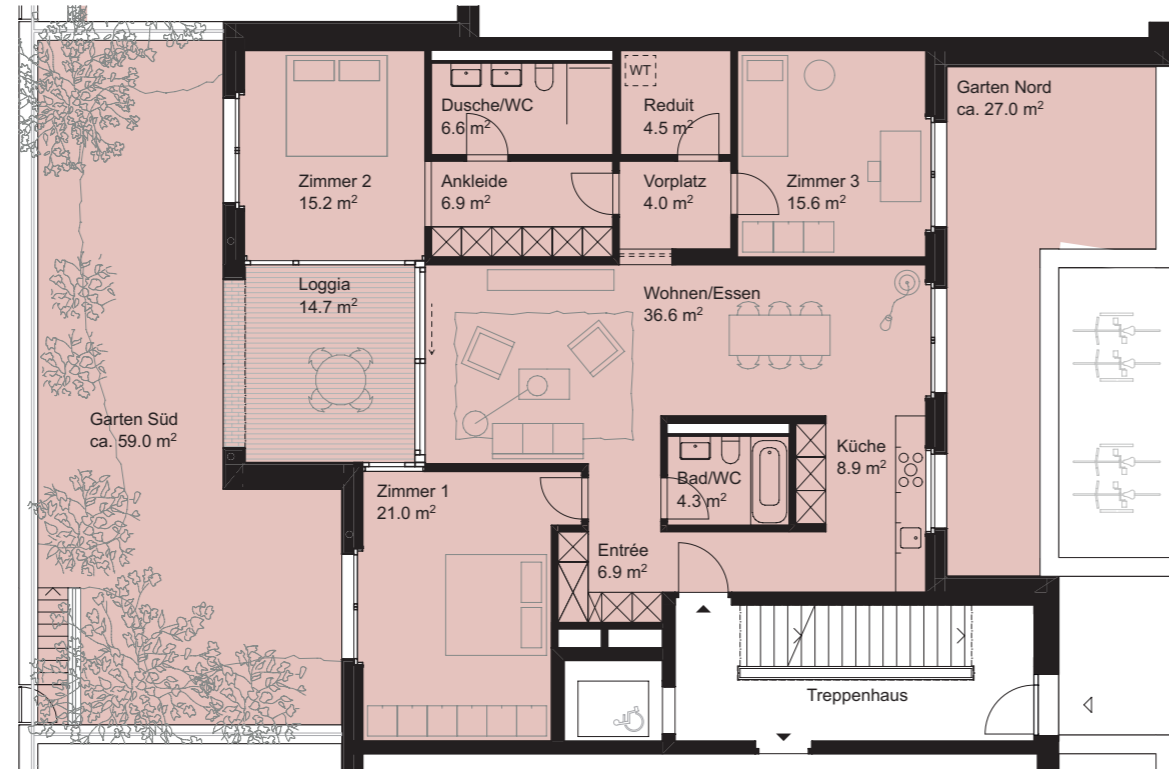 WT
Dusche/WC
6.6 m²
Reduit
4.5 m²
Garten Nord
ca. 27.0 m²
Zimmer 2
15.2 m²
Ankleide
6.9 m²
Vorplatz
4.0 m²
Zimmer 3
15.6 m²
Loggia
14.7 m²
Wohnen/Essen
36.6 m²
Garten Süd
ca. 59.0 m²
Küche
8.9 m²
Bad/WC
4.3 m²
Zimmer 1
21.0 m²
Entrée
6.9 m²
Treppenhaus